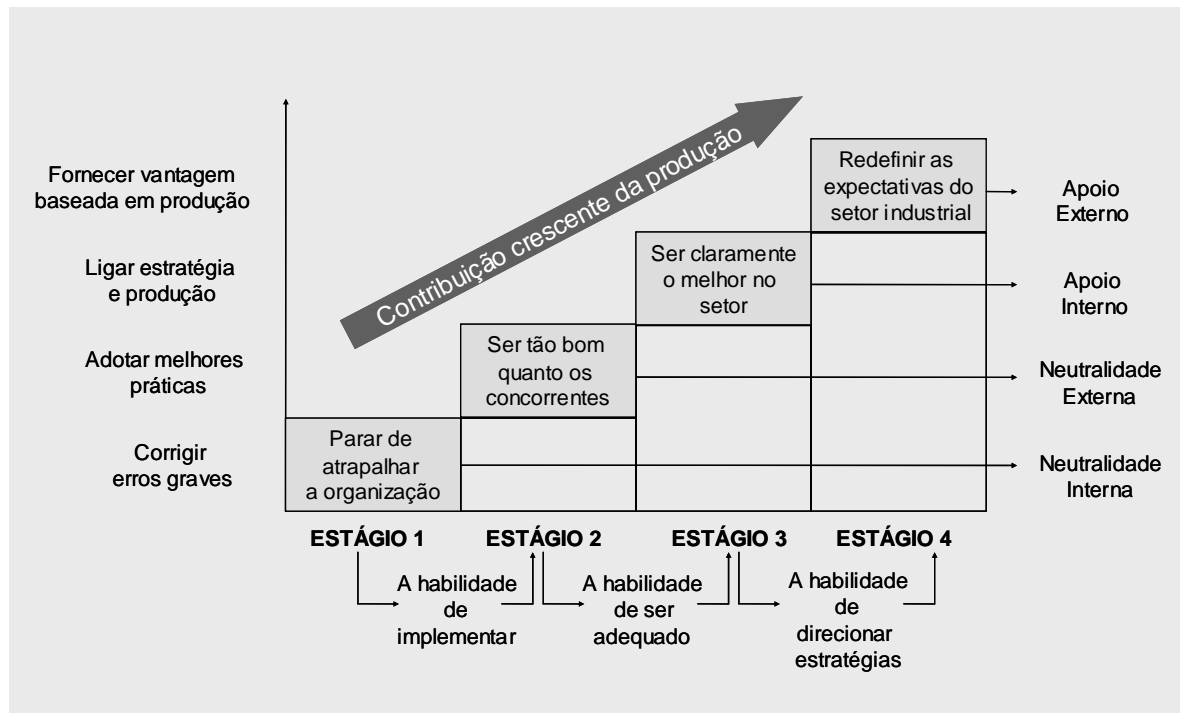 Contribuição crescente da produção
Fornecer vantagem
baseada em produção
Redefinir as
expectativas do
setor industrial
Apoio
Externo
Ligar estratégia
e produção
Ser claramente
o melhor no
setor
Apoio
Interno
Adotar melhores
práticas
Ser tão bom
quanto os
concorrentes
Neutralidade
Externa
Corrigir
erros graves
Parar de
atrapalhar
a organização
Neutralidade
Interna
ESTÁGIO 1
ESTÁGIO 2
ESTÁGIO 3
ESTÁGIO 4
A habilidade
de
implementar
A habilidade
de ser
adequado
A habilidade
de
direcionar
estratégias